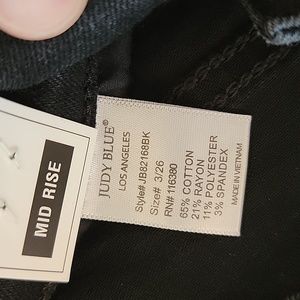 MID RISE
JUDY BLUE®
LOS ANGELES
Style# JB82168BK
Size# 3/26
RN# 116380
65% COTTON
21% RAYON
11% POLYESTER
3% SPANDEX
MADE IN VIETNAM